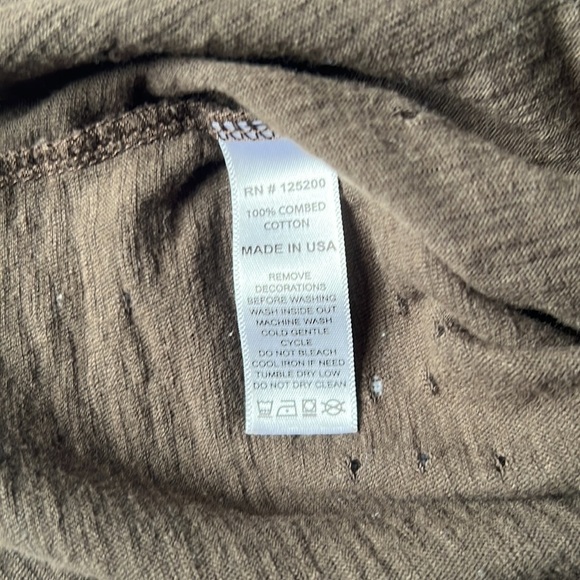 RN # 125200
100% COMBED
COTTON
MADE IN USA
REMOVE
DECORATIONS
BEFORE WASHING
WASH INSIDE OUT
MACHINE WASH
COLD GENTLE
CYCLE
DO NOT BLEACH
COOL IRON IF NEED
TUMBLE DRY LOW
DO NOT DRY CLEAN